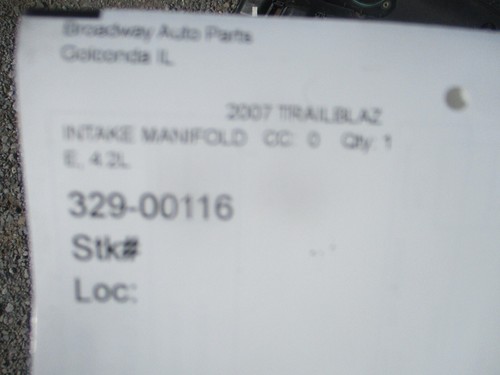 Broadway Auto Parts
Golconda IL
2007 TRAILBLAZ
INTAKE MANIFOLD CC: 0 Qty: 1
E, 4.2L
329-00116
Stk#
Loc: